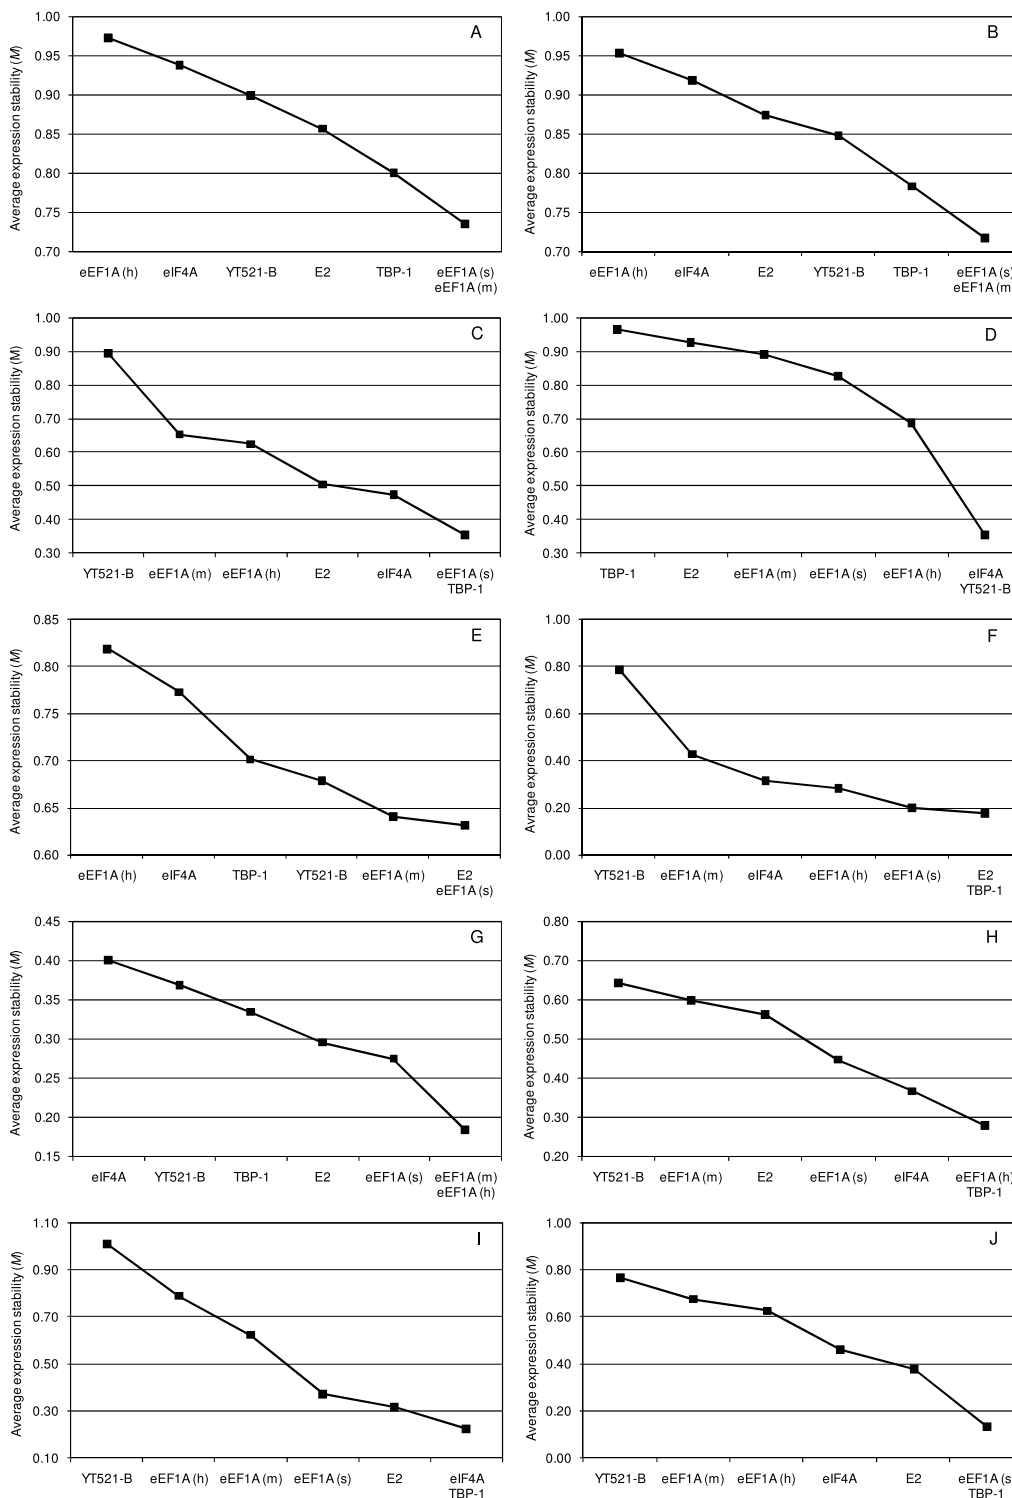 A
Average expression stability (M)
1.00
0.95
0.90
0.85
0.80
0.75
0.70
eEF1A (h) eIF4A YT521-B E2 TBP-1 eEF1A (s)
eEF1A (m)
B
Average expression stability (M)
1.00
0.95
0.90
0.85
0.80
0.75
0.70
eEF1A (h) eIF4A E2 YT521-B TBP-1 eEF1A (s)
eEF1A (m
C
Average expression stability (M)
1.00
0.90
0.80
0.70
0.60
0.50
0.40
0.30
YT521-B eEF1A (m) eEF1A (h) E2 eIF4A eEF1A (s)
TBP-1
D
Average expression stability (M)
1.00
0.90
0.80
0.70
0.60
0.50
0.40
0.30
TBP-1 E2 eEF1A (m) eEF1A (s) eEF1A (h) eIF4A
YT521-B
E
Average expression stability (M)
0.85
0.80
0.75
0.70
0.65
0.60
eEF1A (h) eIF4A TBP-1 YT521-B eEF1A (m) E2
eEF1A (s)
F
Avrage expression stability (M)
1.00
0.80
0.60
0.40
0.20
0.00
YT521-B eEF1A (m) eIF4A eEF1A (h) eEF1A (s) E2
TBP-1
G
Average expression stability (M)
0.45
0.40
0.35
0.30
0.25
0.20
0.15
eIF4A YT521-B TBP-1 E2 eEF1A (s) eEF1A (m)
eEF1A (h)
H
Average expression stability (M)
0.80
0.70
0.60
0.50
0.40
0.30
0.20
YT521-B eEF1A (m) E2 eEF1A (s) eIF4A eEF1A (h)
TBP-1
I
Average expression stability (M)
1.10
0.90
0.70
0.50
0.30
0.10
YT521-B eEF1A (h) eEF1A (m) eEF1A (s) E2 eIF4A
TBP-1
J
Average expression stability (M)
1.00
0.80
0.60
0.40
0.20
0.00
YT521-B eEF1A (m) eEF1A (h) eIF4A E2 eEF1A (s
TBP-1